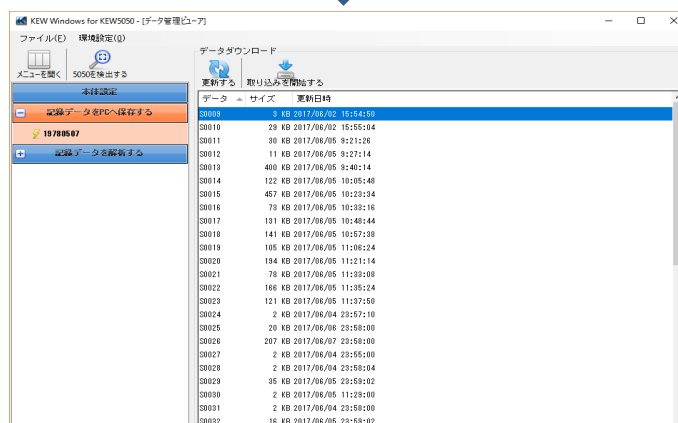 KEW Windows for KEW5050 - [データ管理ビューア]
ファイル(F) 環境設定(O)
メニューを開く 5050を検出する
本体設定
記録データをPCへ保存する
19780507
記録データを解析する
データダウンロード
更新する 取り込みを開始する
データ サイズ 更新日時
S0009 3 KB 2017/06/02 15:54:50
S0010 29 KB 2017/06/02 15:55:04
S0011 30 KB 2017/06/05 9:21:26
S0012 11 KB 2017/06/05 9:27:14
S0013 400 KB 2017/06/05 9:40:14
S0014 122 KB 2017/06/05 10:05:48
S0015 457 KB 2017/06/05 10:23:34
S0016 73 KB 2017/06/05 10:33:16
S0017 131 KB 2017/06/05 10:48:44
S0018 141 KB 2017/06/05 10:57:38
S0019 105 KB 2017/06/05 11:06:24
S0020 194 KB 2017/06/05 11:21:14
S0021 78 KB 2017/06/05 11:33:08
S0022 166 KB 2017/06/05 11:35:24
S0023 121 KB 2017/06/05 11:37:50
S0024 2 KB 2017/06/04 23:57:10
S0025 20 KB 2017/06/06 23:58:00
S0026 207 KB 2017/06/07 23:58:00
S0027 2 KB 2017/06/04 23:55:00
S0028 2 KB 2017/06/04 23:58:04
S0029 35 KB 2017/06/05 23:59:02
S0030 2 KB 2017/06/05 11:29:00
S0031 2 KB 2017/06/04 23:58:00
S0032 16 KB 2017/06/05 23:59:02